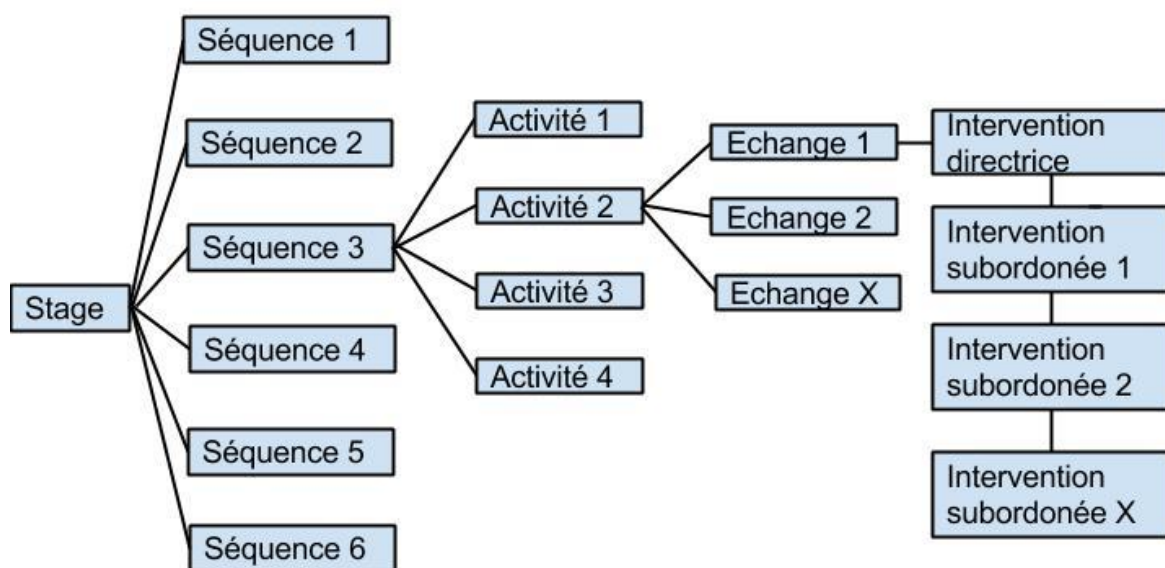 Stage
Séquence 1
Séquence 2
Séquence 3
Séquence 4
Séquence 5
Séquence 6
Activité 1
Activité 2
Activité 3
Activité 4
Echange 1
Echange 2
Echange X
Intervention
directrice
Intervention
subordonée 1
Intervention
subordonée 2
Intervention
subordonée X